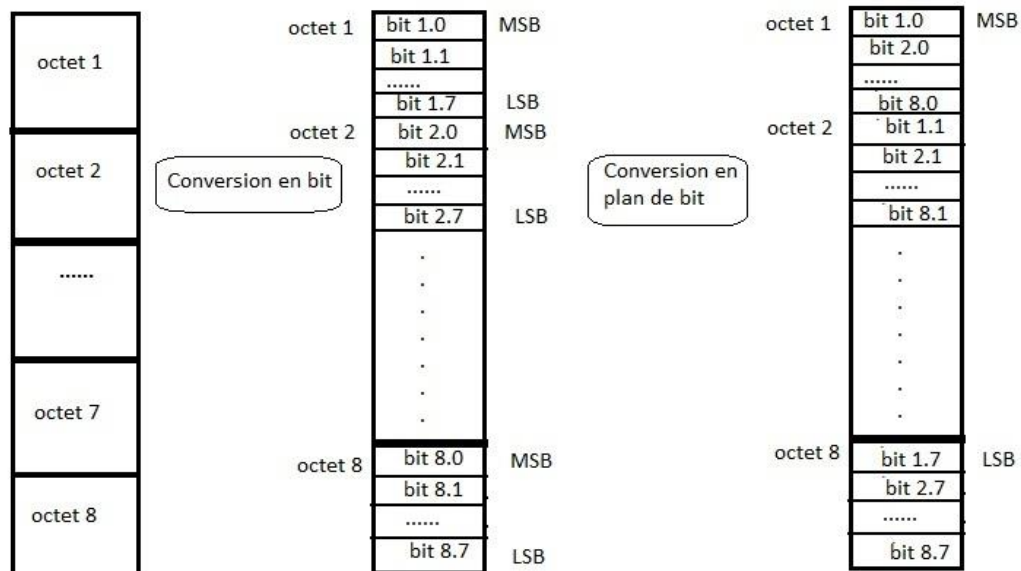 octet 1
octet 2
......
octet 7
octet 8
Conversion en bit
octet 1 bit 1.0 MSB
bit 1.1
......
bit 1.7 LSB
octet 2 bit 2.0 MSB
bit 2.1
......
bit 2.7 LSB
.
.
.
.
.
.
octet 8 bit 8.0 MSB
bit 8.1
......
bit 8.7 LSB
Conversion en
plan de bit
octet 1 bit 1.0 MSB
bit 2.0
......
bit 8.0
octet 2 bit 1.1
bit 2.1
......
bit 8.1
.
.
.
.
.
.
.
octet 8 bit 1.7 LSB
bit 2.7
......
bit 8.7